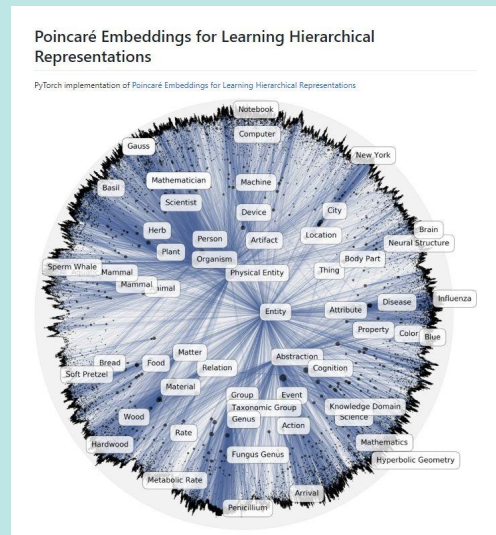 Poincaré Embeddings for Learning Hierarchical
Representations
PyTorch implementation of Poincaré Embeddings for Learning Hierarchical Representations
Notebook
Computer
Gauss
New York
Mathematician
Machine
Basil
Scientist
Device
City
Herb
Person
Artifact
Location
Brain
Plant
Neural Structure
Organism
Body Part
Sperm Whale
Mammal
Physical Entity
Thing
Mammal
nimal
Disease
Influenza
Entity
Attribute
Property
Color
Blue
Matter
Abstraction
Bread
Food
Relation
Cognition
Soft Pretzel
Material
Group
Event
Taxonomic Group
Knowledge Domain
Wood
Genus
Science
Rate
Action
Hardwood
Mathematics
Fungus Genus
Hyperbolic Geometry
Metabolic Rate
Arrival
Penicillium